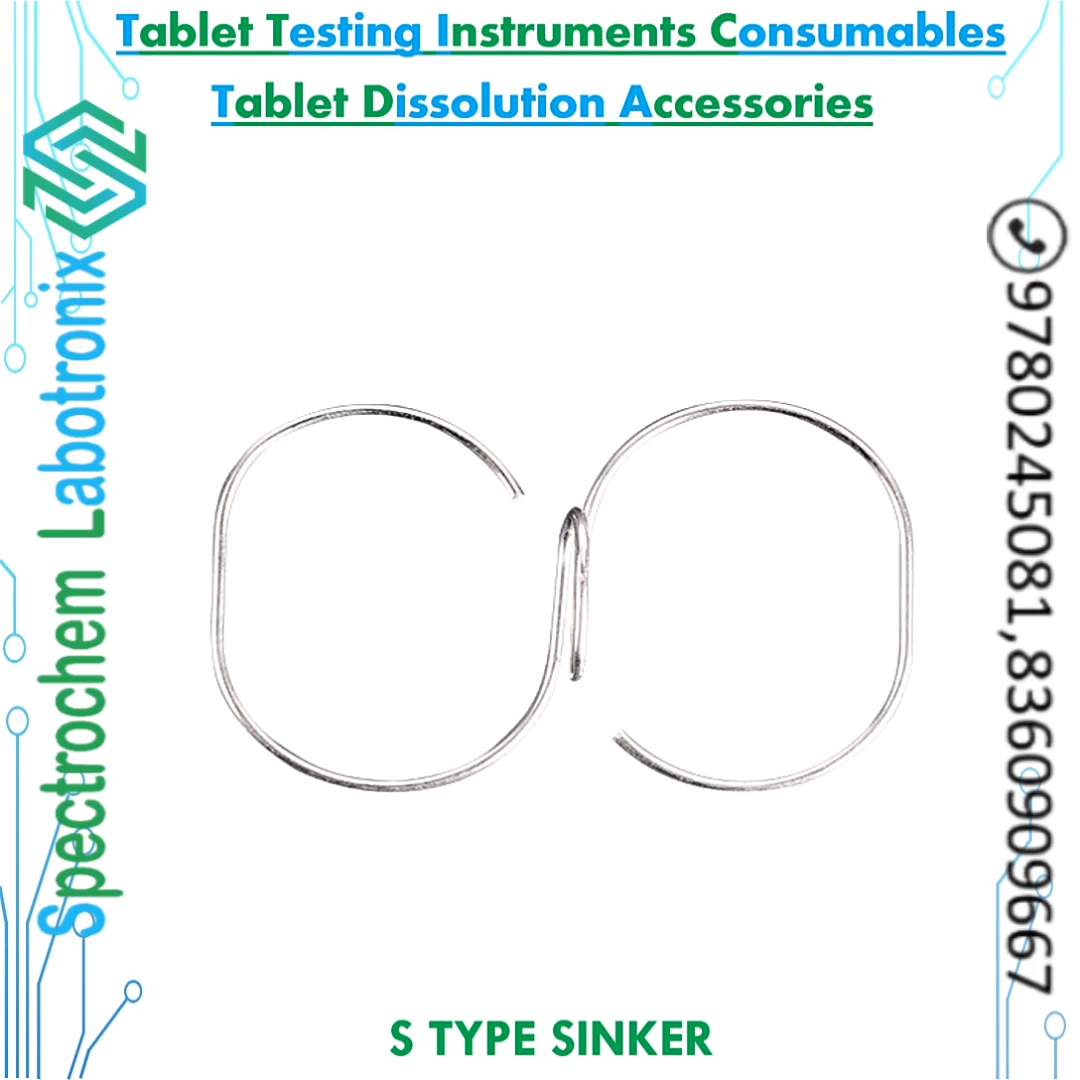 Tablet Testing Instruments Consumables
Tablet Dissolution Accessories
Spectrochem Labotronix
9780245081,8360909667
S TYPE SINKER